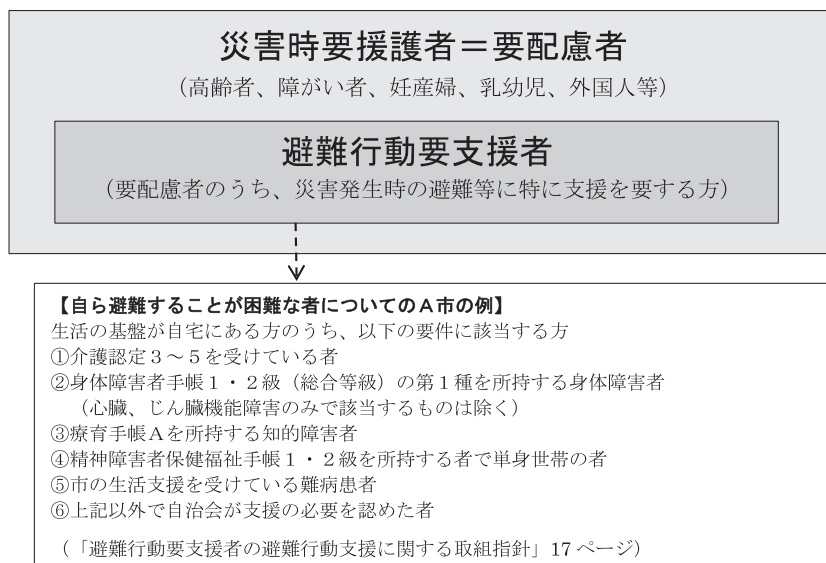 災害時要援護者＝要配慮者
（高齢者、障がい者、妊産婦、乳幼児、外国人等）
避難行動要支援者
（要配慮者のうち、災害発生時の避難等に特に支援を要する方）
【自ら避難することが困難な者についてのＡ市の例】
生活の基盤が自宅にある方のうち、以下の要件に該当する方
①介護認定３～５を受けている者
②身体障害者手帳１・２級（総合等級）の第１種を所持する身体障害者
（心臓、じん臓機能障害のみで該当するものは除く）
③療育手帳Ａを所持する知的障害者
④精神障害者保健福祉手帳１・２級を所持する者で単身世帯の者
⑤市の生活支援を受けている難病患者
⑥上記以外で自治会が支援の必要を認めた者
（「避難行動要支援者の避難行動支援に関する取組指針」17 ページ）